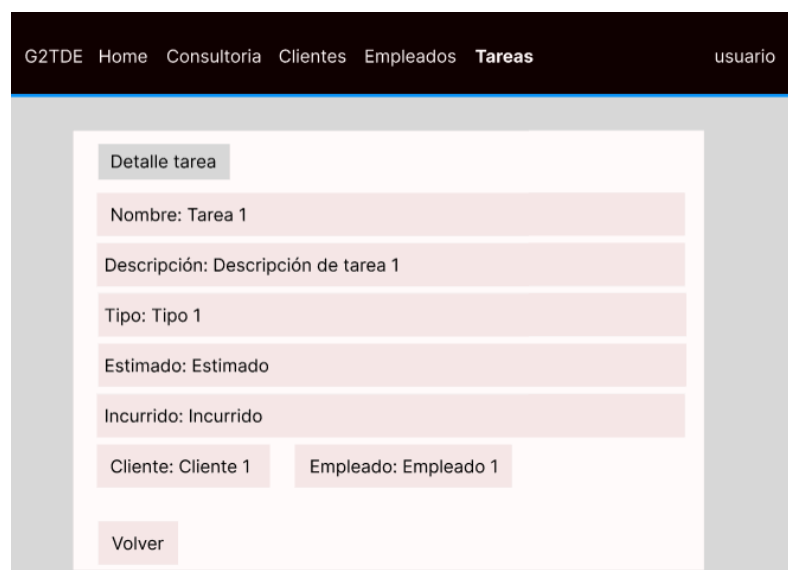 G2TDE Home Consultoria Clientes Empleados Tareas usuario
Detalle tarea
Nombre: Tarea 1
Descripción: Descripción de tarea 1
Tipo: Tipo 1
Estimado: Estimado
Incurrido: Incurrido
Cliente: Cliente 1 Empleado: Empleado 1
Volver